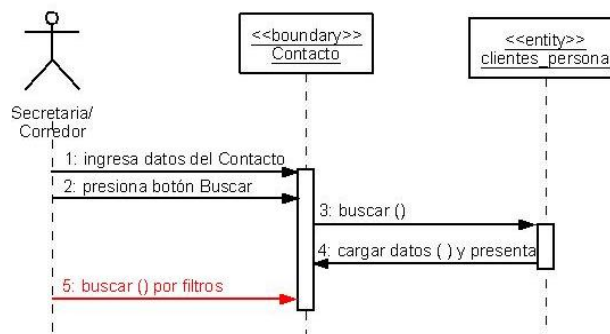 <<boundary>>
Contacto
<<entity>>
clientes_persona
Secretaria/
Corredor
1: ingresa datos del Contacto
2: presiona botón Buscar
3: buscar ()
4: cargar datos ( ) y presenta
5: buscar () por filtros